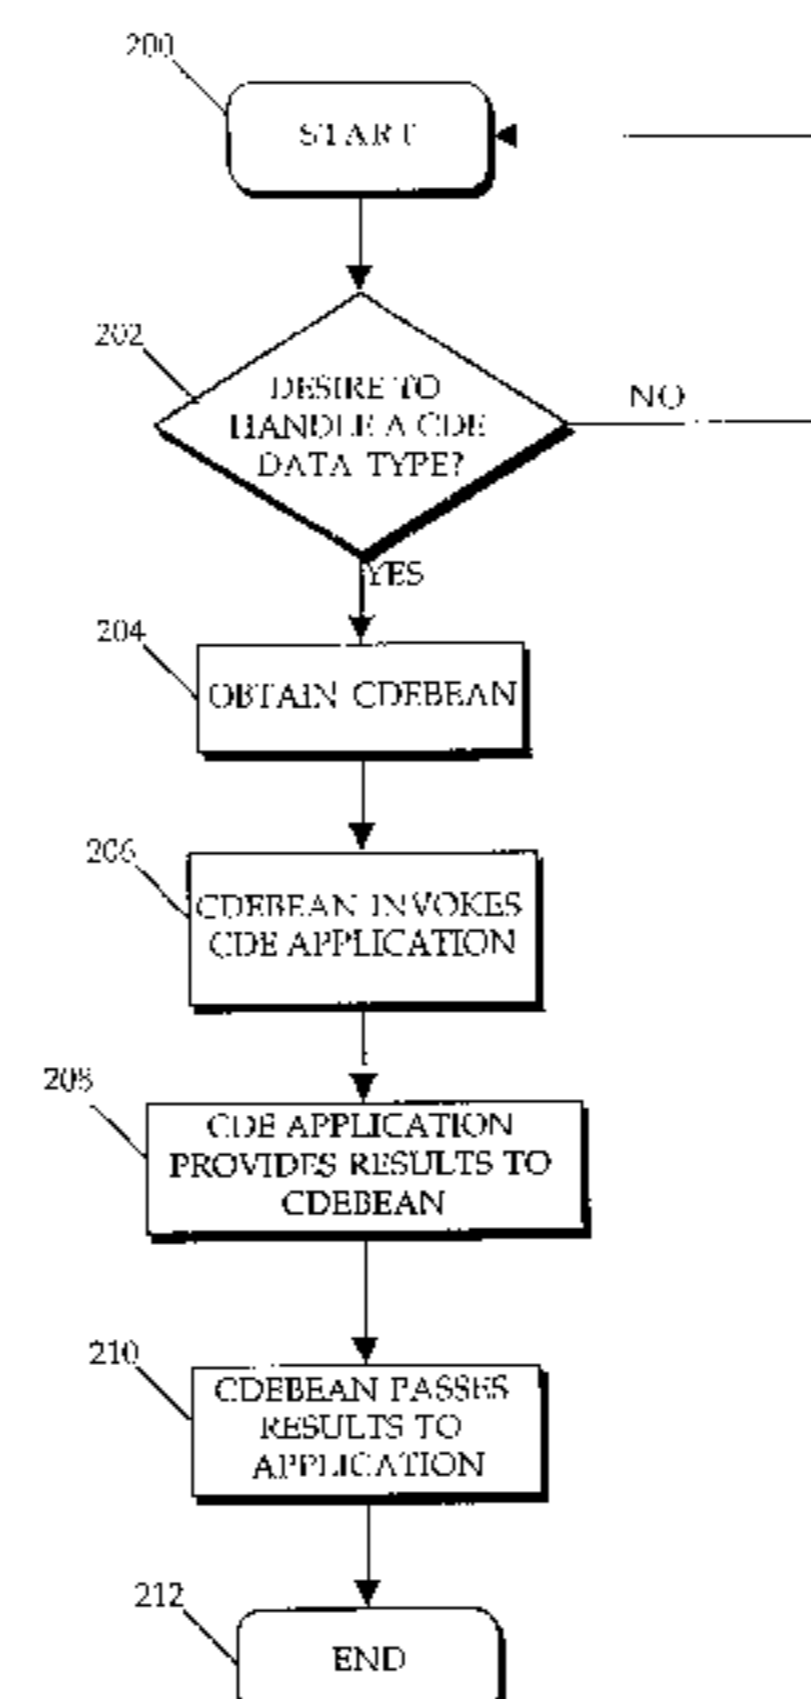 200
START
202
DESIRE TO
HANDLE A CDE
DATA TYPE?
NO
YES
204
OBTAIN CDEBEAN
206
CDEBEAN INVOKES
CDE APPLICATION
208
CDE APPLICATION
PROVIDES RESULTS TO
CDEBEAN
210
CDEBEAN PASSES
RESULTS TO
APPLICATION
212
END